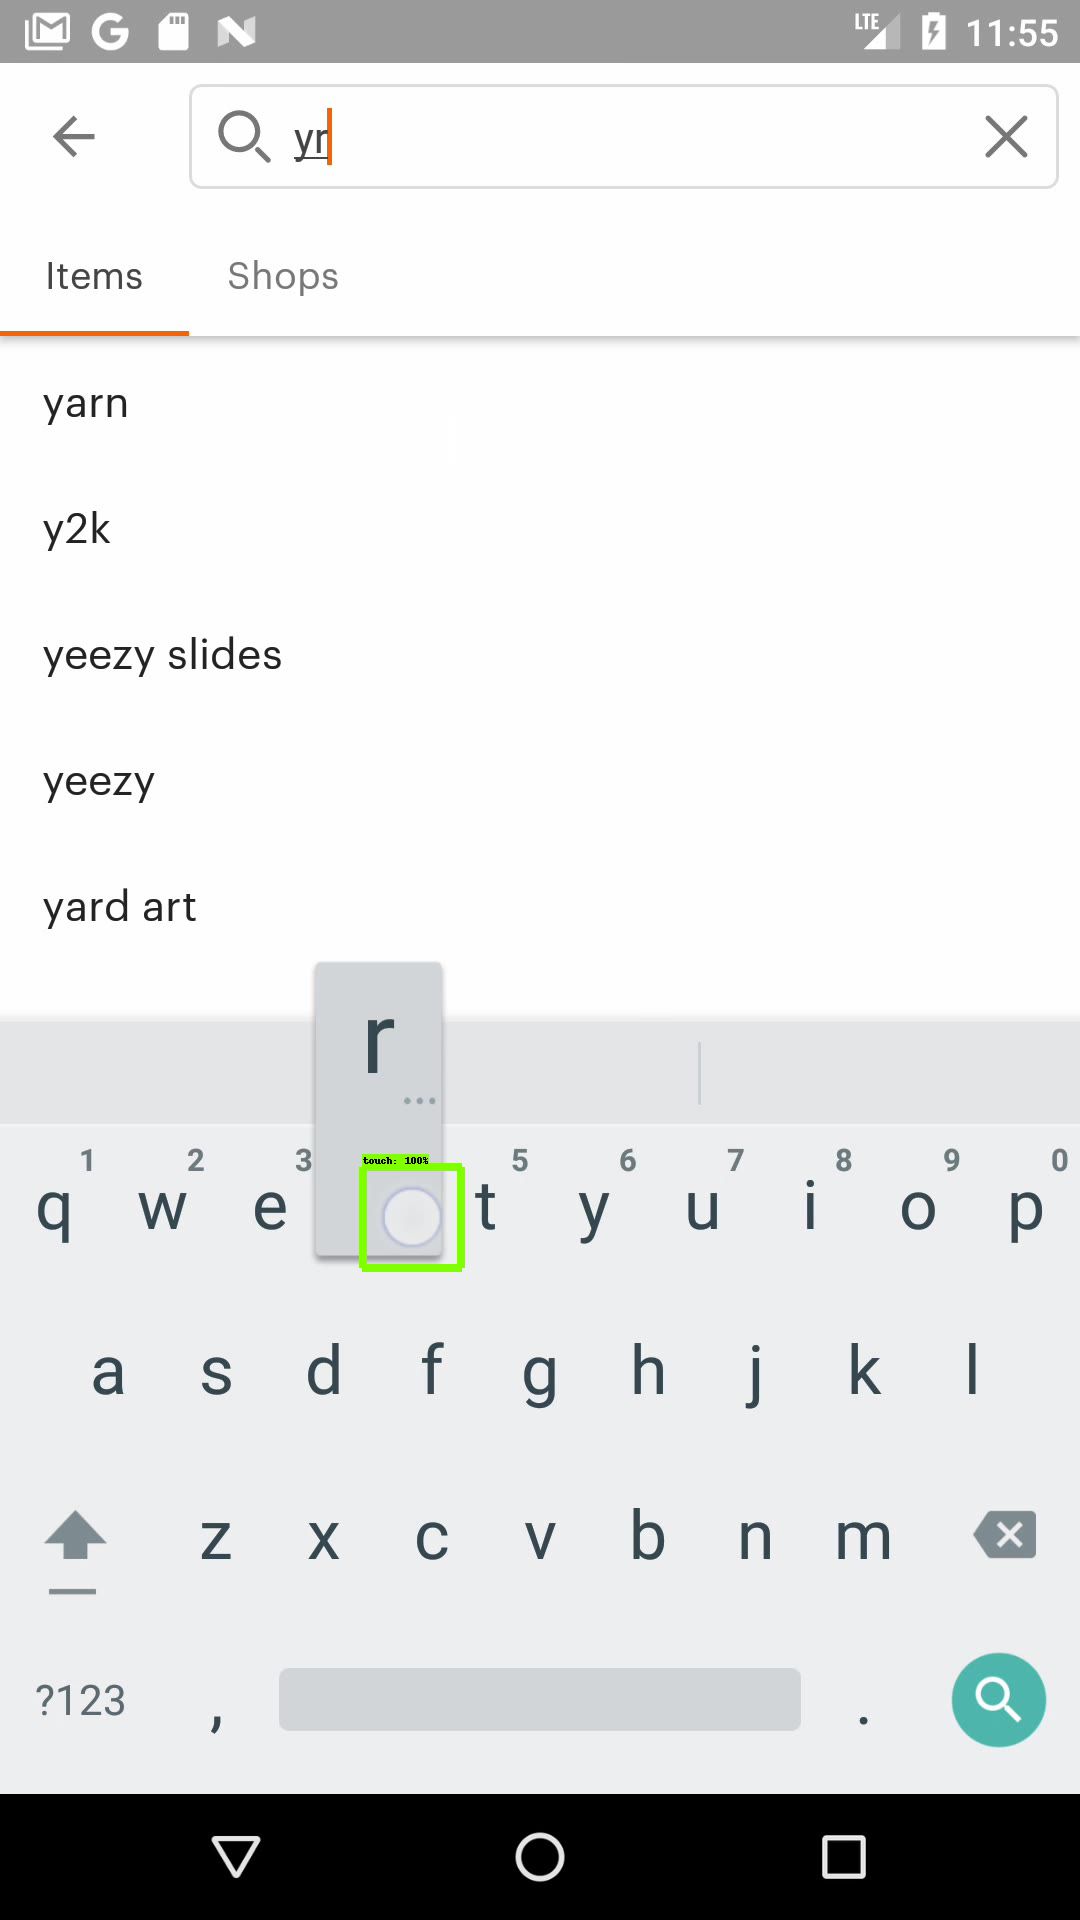 LTE 11:55
yr
Items Shops
yarn
y2k
yeezy slides
yeezy
yard art
r
...
touch: 100%
1 2 3 5 6 7 8 9 0
q w e t y u i o p
a s d f g h j k l
z x c v b n m
?123 , .